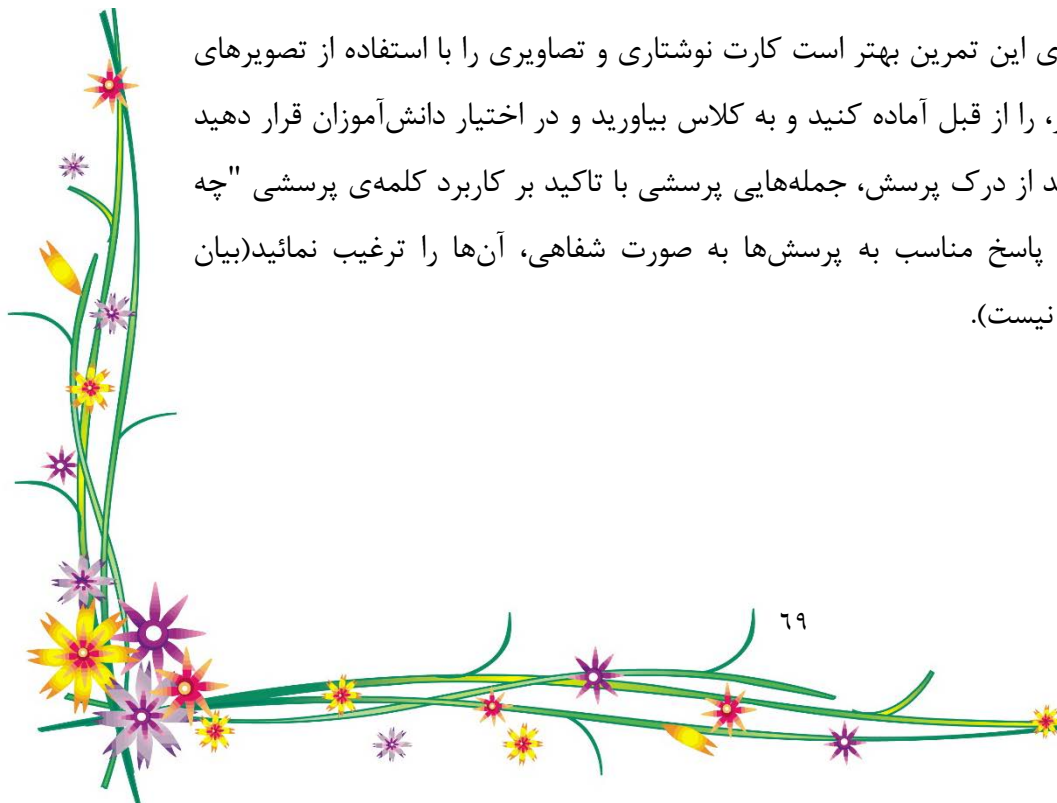 این تمرین بهتر است کارت نوشتاری و تصاویری را با استفاده از تصویرهای
را از قبل آماده کنید و به کلاس بیاورید و در اختیار دانش‌آموزان قرار دهید
از درک پرسش، جمله‌هایی پرسشی با تاکید بر کاربرد کلمه‌ی پرسشی "چه
پاسخ مناسب به پرسش‌ها به صورت شفاهی، آن‌ها را ترغیب نمائید(بیان
نیست).
٦٩